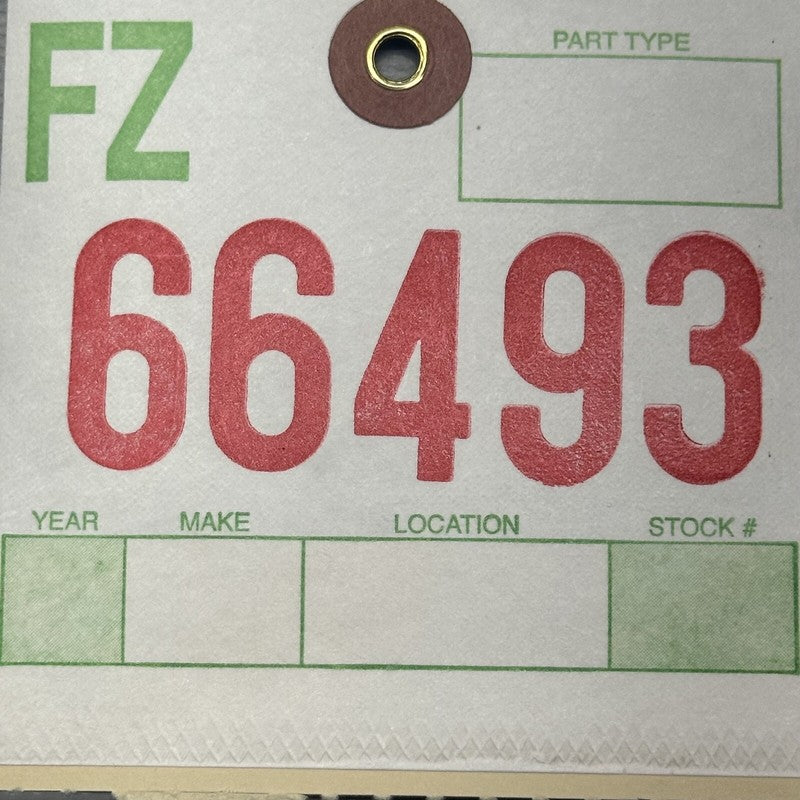 FZ
PART TYPE
66493
YEAR MAKE LOCATION STOCK #